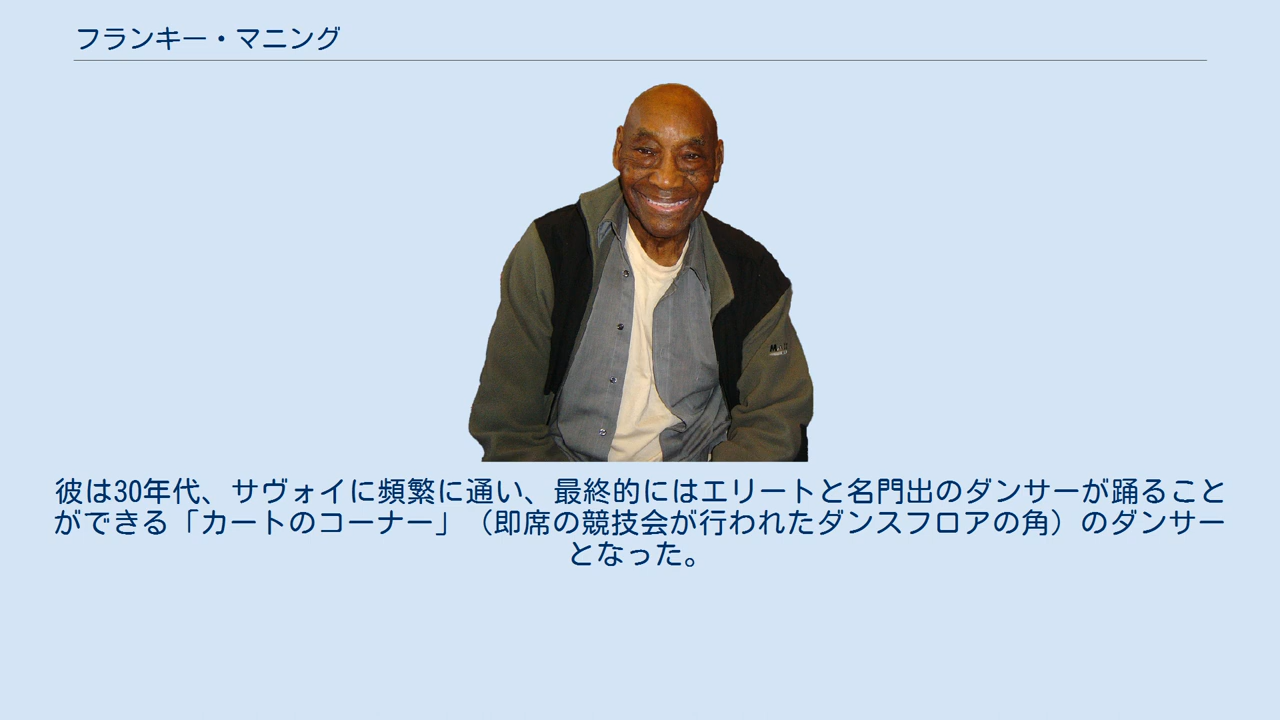 フランキー・マニング
彼は30年代、サヴォイに頻繁に通い、最終的にはエリートと名門出のダンサーが踊ること
ができる「カートのコーナー」（即席の競技会が行われたダンスフロアの角）のダンサー
となった。